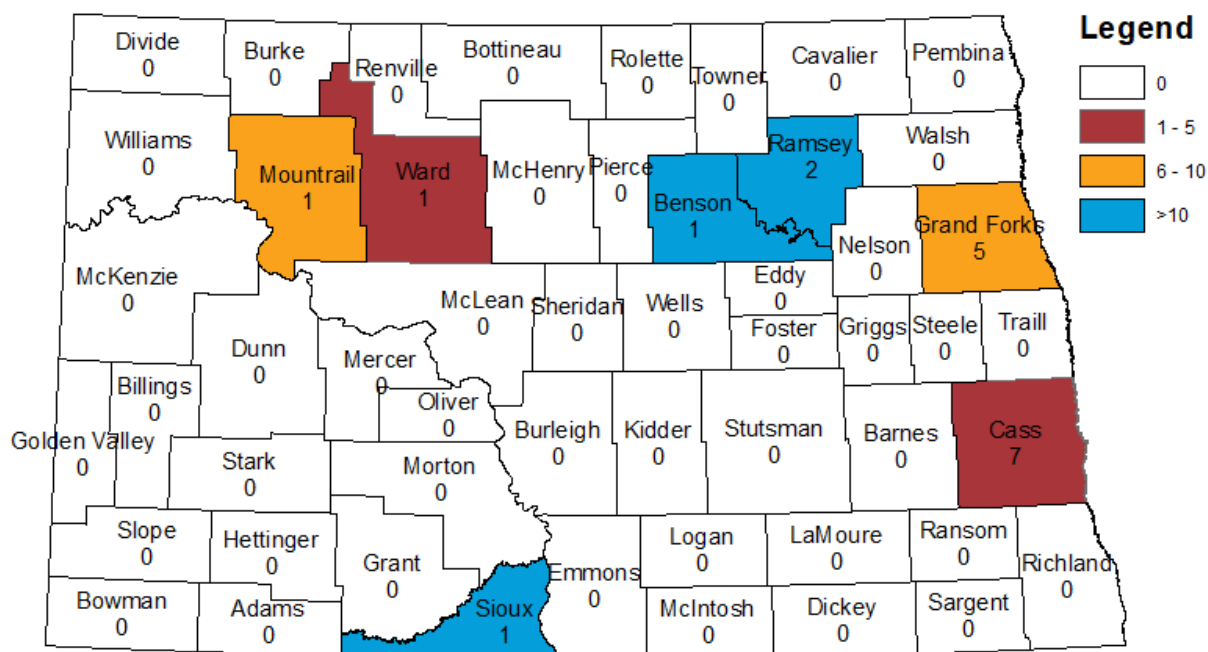 Legend
0
1 - 5
6 - 10
>10
Divide
0
Burke
0
Renville
0
Bottineau
0
Rolette
0
Towner
0
Cavalier
0
Pembina
0
Williams
0
Mountrail
1
Ward
1
McHenry
0
Pierce
0
Benson
1
Ramsey
2
Walsh
0
Nelson
0
Grand Forks
5
McKenzie
0
McLean
0
Sheridan
0
Wells
0
Eddy
0
Foster
0
Griggs
0
Steele
0
Traill
0
Dunn
0
Mercer
0
Oliver
0
Billings
0
Golden Valley
0
Stark
0
Morton
0
Burleigh
0
Kidder
0
Stutsman
0
Barnes
0
Cass
7
Slope
0
Hettinger
0
Grant
0
Emmons
0
Logan
0
LaMoure
0
Ransom
0
Richland
0
Bowman
0
Adams
0
Sioux
1
McIntosh
0
Dickey
0
Sargent
0